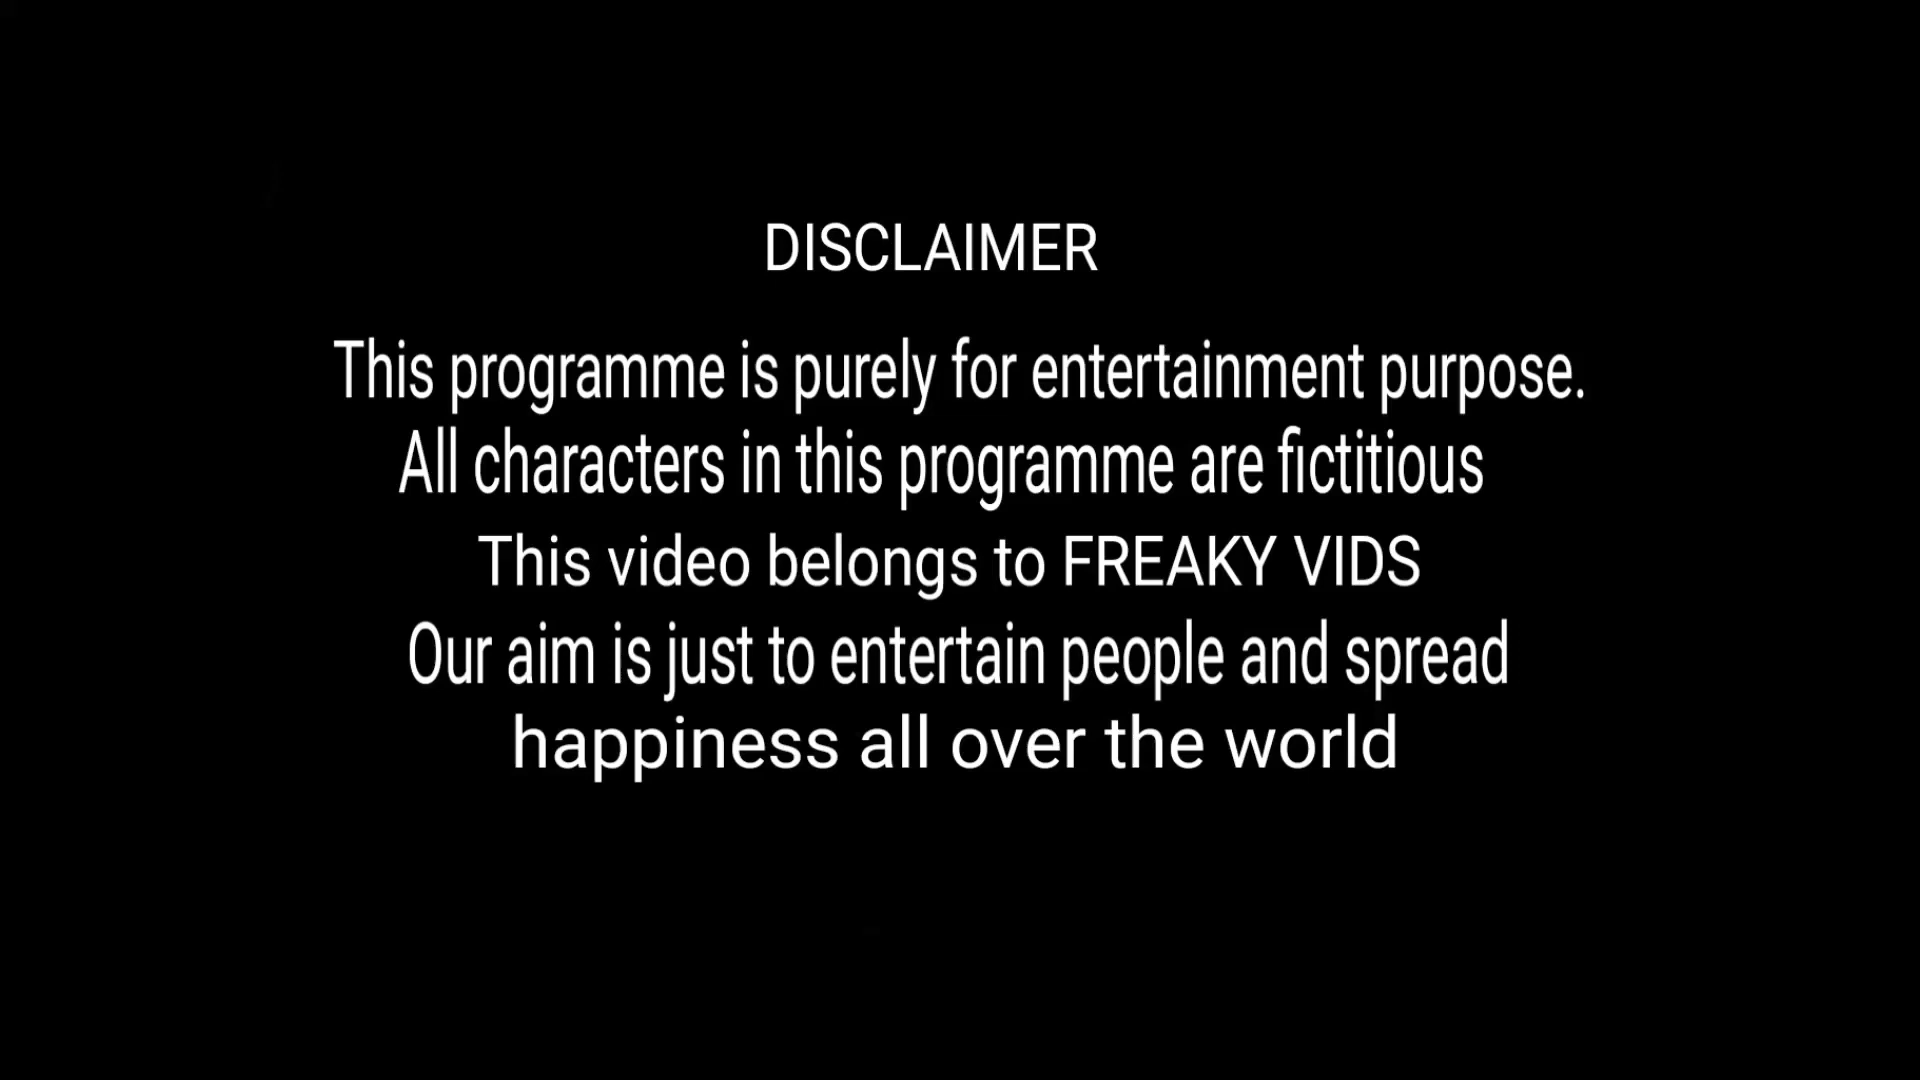 DISCLAIMER
This programme is purely for entertainment purpose.
All characters in this programme are fictitious
This video belongs to FREAKY VIDS
Our aim is just to entertain people and spread
happiness all over the world